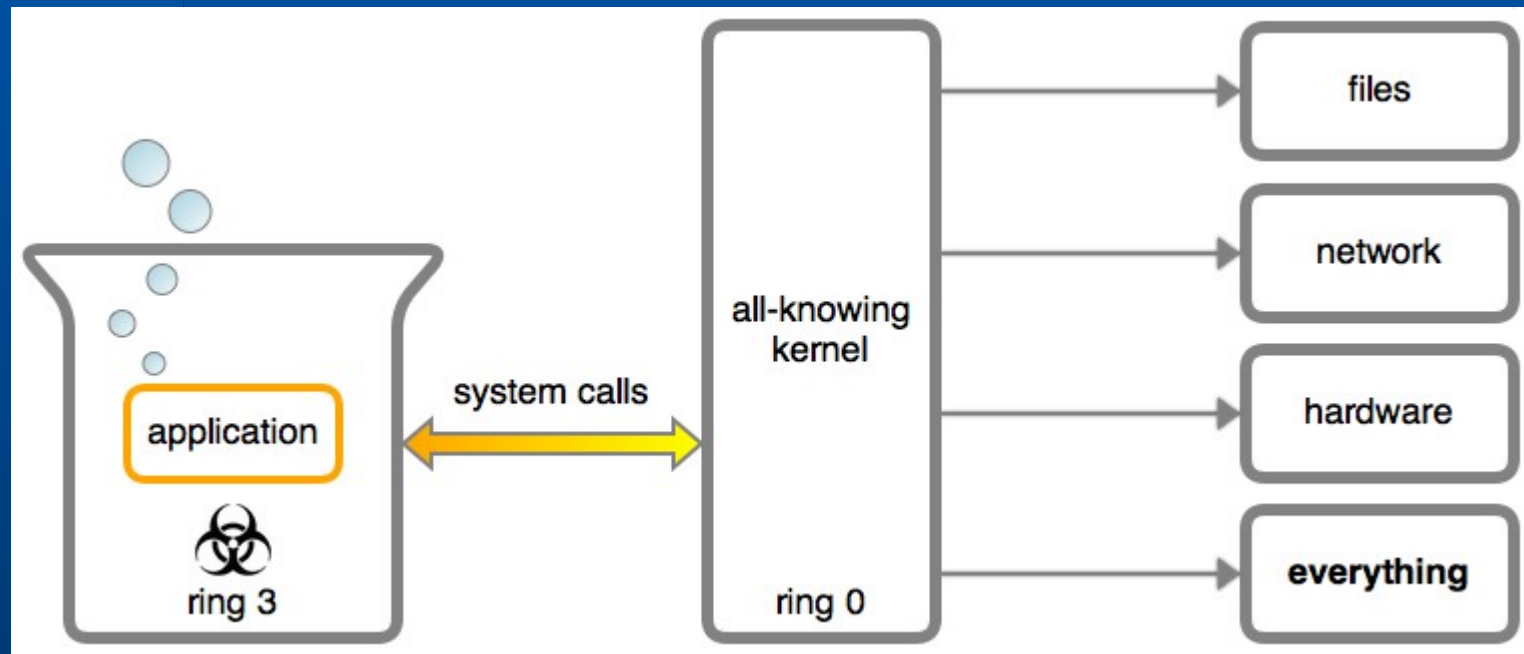 application
ring 3
system calls
all-knowing
kernel
ring 0
files
network
hardware
everything